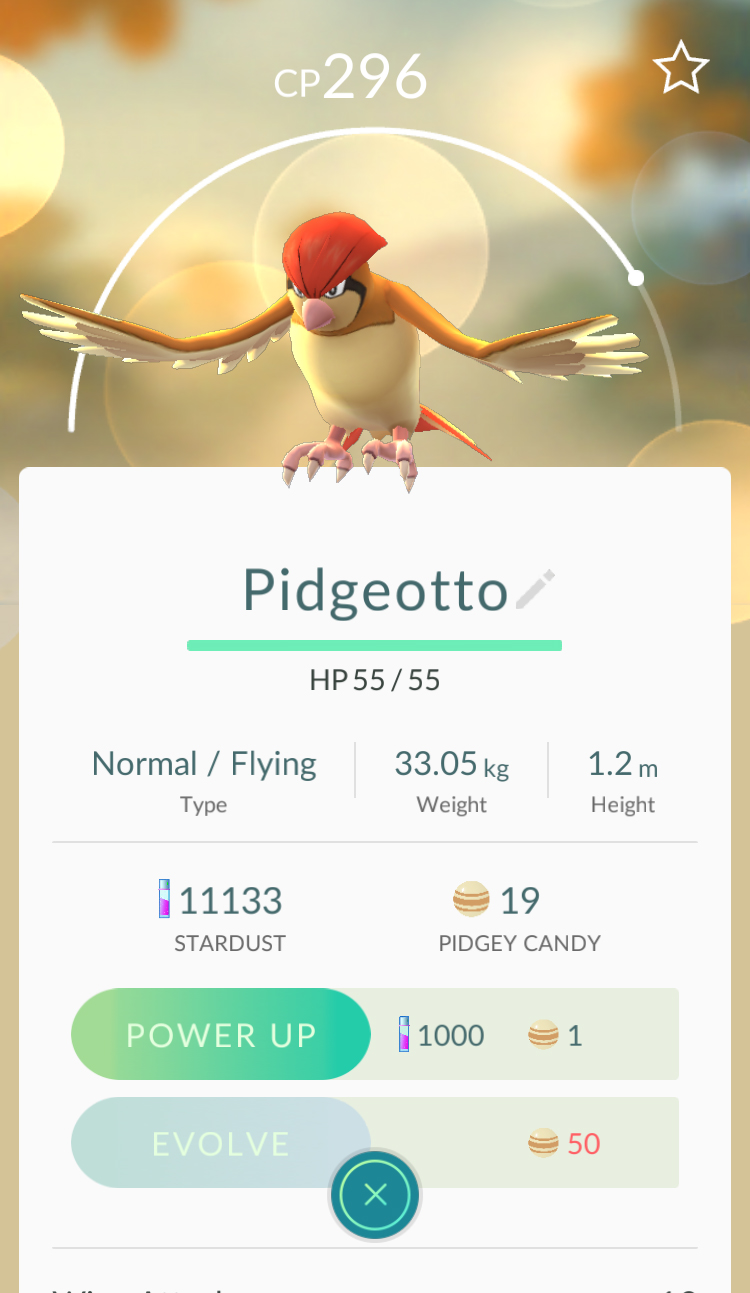 CP296
Pidgeotto
HP 55 / 55
Normal / Flying
Type
33.05 kg
Weight
1.2 m
Height
11133
STARDUST
19
PIDGEY CANDY
POWER UP
1000
1
EVOLVE
50